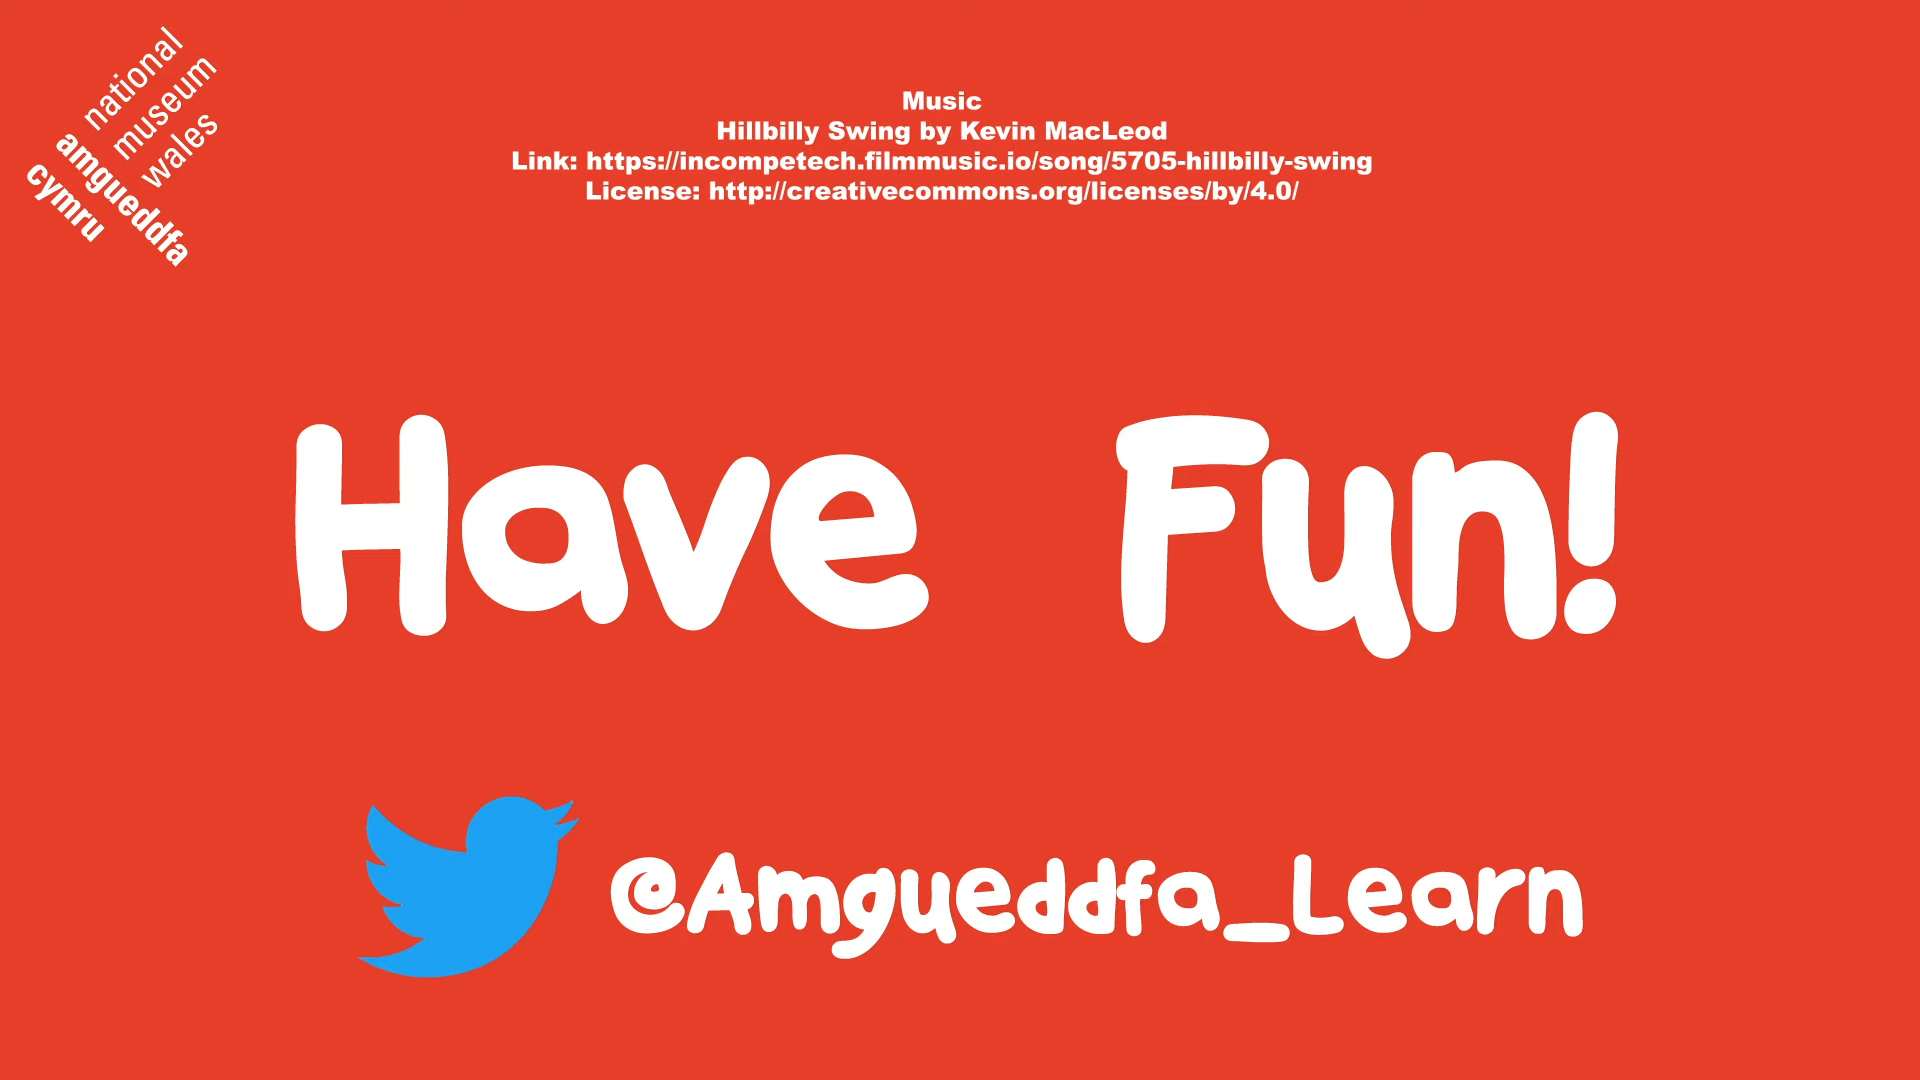 national
museum
wales
amgueddfa
cymru
Music
Hillbilly Swing by Kevin MacLeod
Link: https://incompetech.filmmusic.io/song/5705-hillbilly-swing
License: http://creativecommons.org/licenses/by/4.0/
Have Fun!
@Amgueddfa_Learn